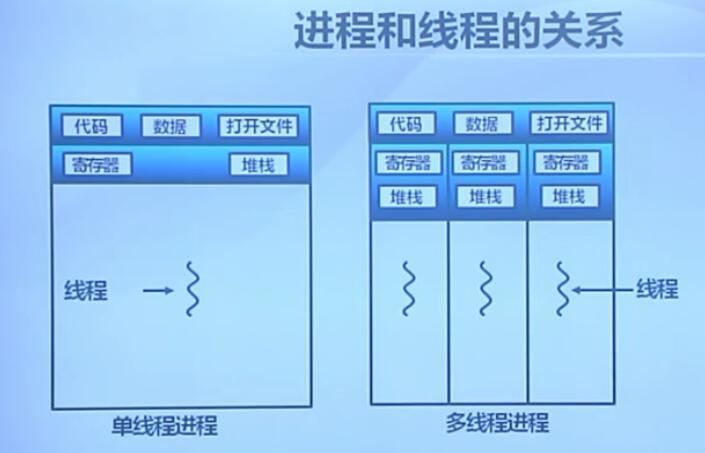 进程和线程的关系
代码 数据 打开文件
寄存器 堆栈
线程
单线程进程
代码 数据 打开文件
寄存器 寄存器 寄存器
堆栈 堆栈 堆栈
线程
多线程进程